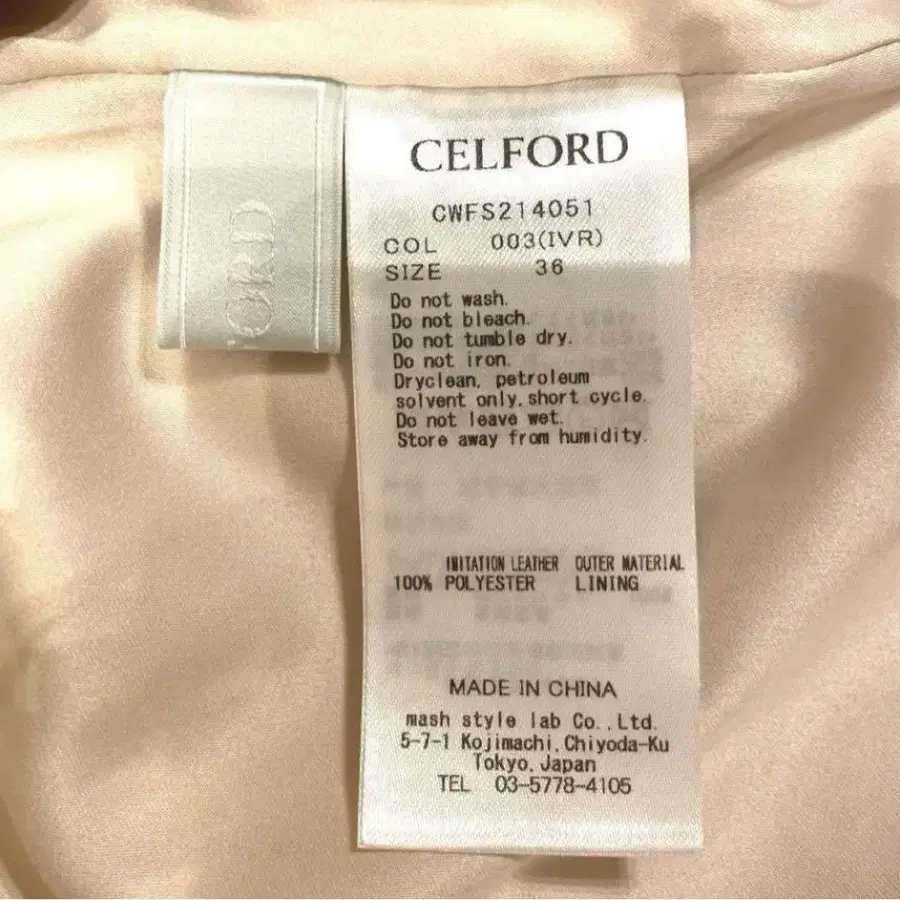 CELFORD
CWFS214051
COL 003(IVR)
SIZE 36
Do not wash.
Do not bleach.
Do not tumble dry.
Do not iron.
Dryclean, petroleum
solvent only, short cycle.
Do not leave wet.
Store away from humidity.
IMITATION LEATHER OUTER MATERIAL
100% POLYESTER LINING
MADE IN CHINA
mash style lab Co.,Ltd.
5-7-1 Kojimachi,Chiyoda-Ku
Tokyo,Japan
TEL 03-5778-4105